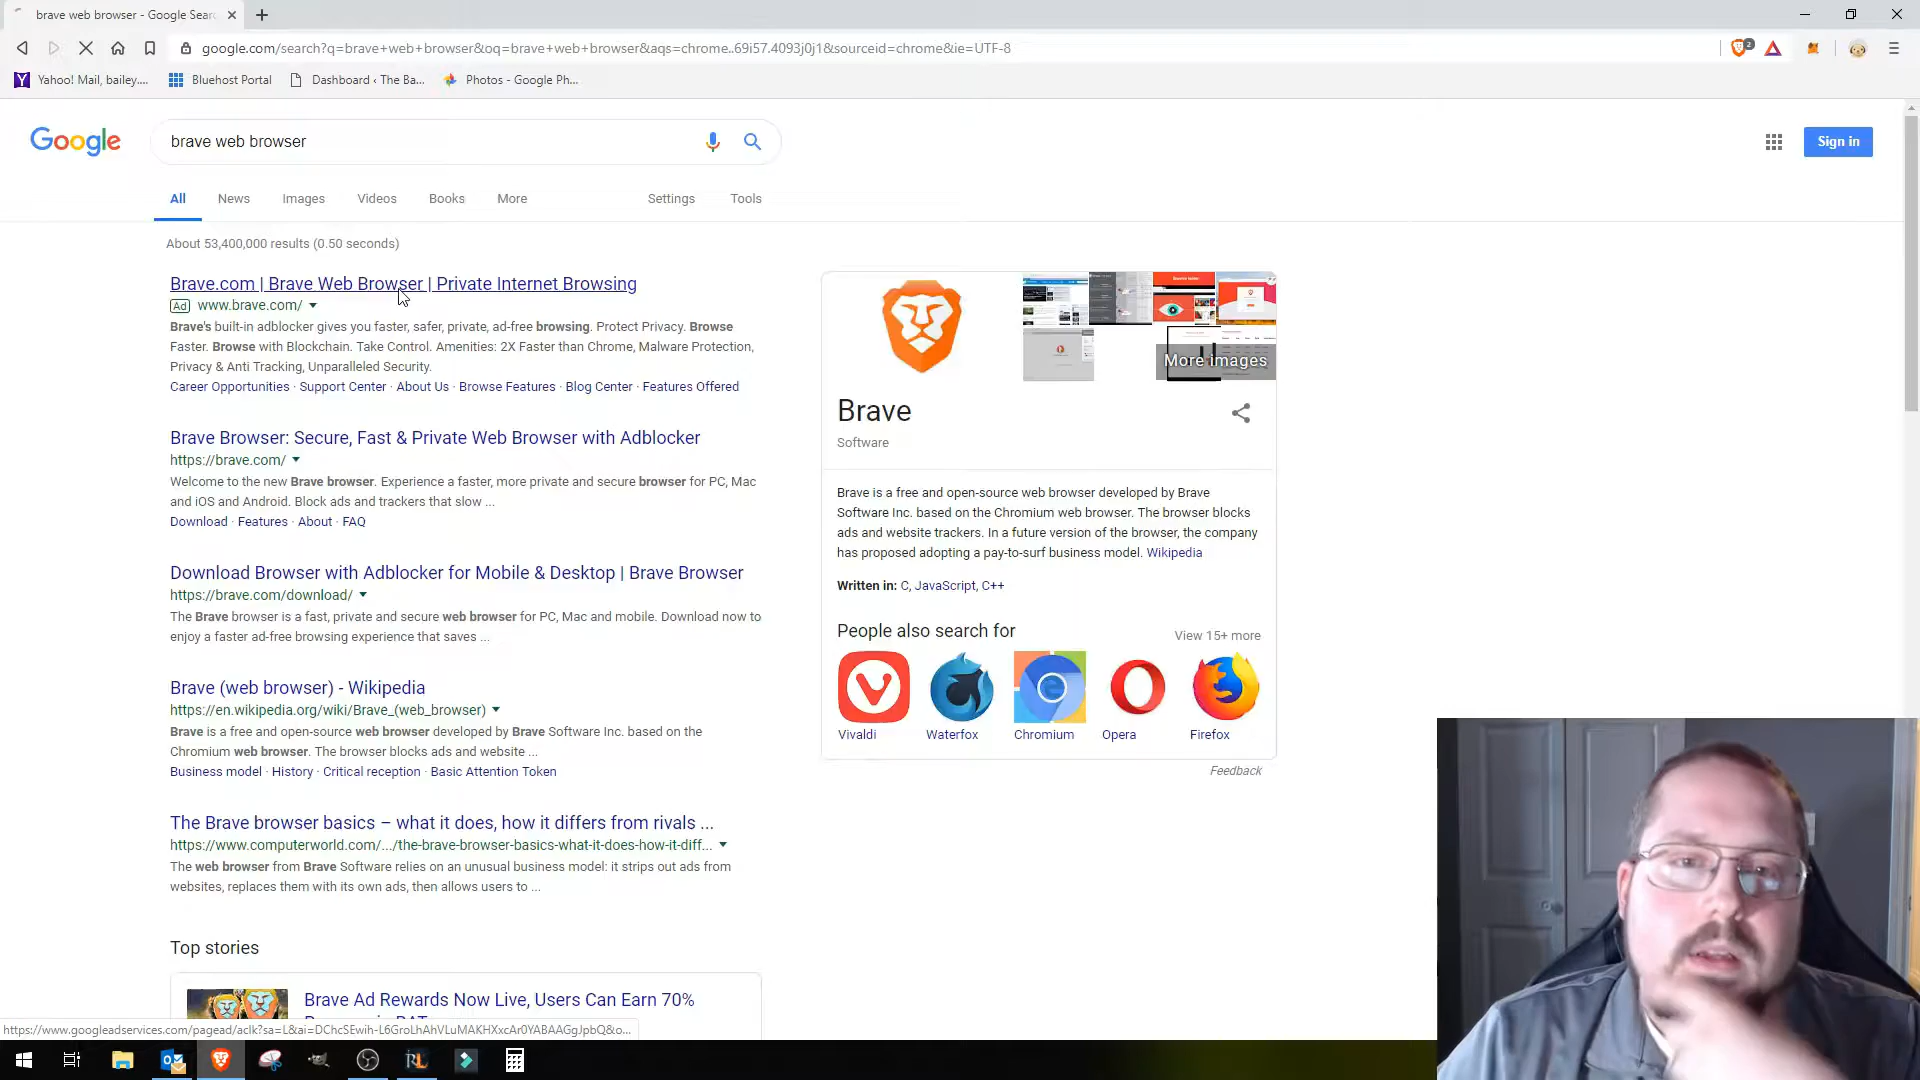 brave web browser - Google Sear
google.com/search?q=brave+web+browser&oq=brave+web+browser&aqs=chrome..69i57.4093j0j1&sourceid=chrome&ie=UTF-8
2
Yahoo! Mail, bailey....
Bluehost Portal
Dashboard ‹ The Ba...
Photos - Google Ph...
Google
brave web browser
Sign in
All News Images Videos Books More Settings Tools
About 53,400,000 results (0.50 seconds)
Brave.com | Brave Web Browser | Private Internet Browsing
Ad www.brave.com/
Brave's built-in adblocker gives you faster, safer, private, ad-free browsing. Protect Privacy. Browse
Faster. Browse with Blockchain. Take Control. Amenities: 2X Faster than Chrome, Malware Protection,
Privacy & Anti Tracking, Unparalleled Security.
Career Opportunities · Support Center · About Us · Browse Features · Blog Center · Features Offered
Brave Browser: Secure, Fast & Private Web Browser with Adblocker
https://brave.com/
Welcome to the new Brave browser. Experience a faster, more private and secure browser for PC, Mac
and iOS and Android. Block ads and trackers that slow ...
Download · Features · About · FAQ
Download Browser with Adblocker for Mobile & Desktop | Brave Browser
https://brave.com/download/
The Brave browser is a fast, private and secure web browser for PC, Mac and mobile. Download now to
enjoy a faster ad-free browsing experience that saves ...
Brave (web browser) - Wikipedia
https://en.wikipedia.org/wiki/Brave_(web_browser)
Brave is a free and open-source web browser developed by Brave Software Inc. based on the
Chromium web browser. The browser blocks ads and website ...
Business model · History · Critical reception · Basic Attention Token
The Brave browser basics – what it does, how it differs from rivals ...
https://www.computerworld.com/.../the-brave-browser-basics-what-it-does-how-it-diff...
The web browser from Brave Software relies on an unusual business model: it strips out ads from
websites, replaces them with its own ads, then allows users to ...
Top stories
Brave Ad Rewards Now Live, Users Can Earn 70%
More images
Brave
Software
Brave is a free and open-source web browser developed by Brave
Software Inc. based on the Chromium web browser. The browser blocks
ads and website trackers. In a future version of the browser, the company
has proposed adopting a pay-to-surf business model. Wikipedia
Written in: C, JavaScript, C++
People also search for
View 15+ more
Vivaldi Waterfox Chromium Opera Firefox
Feedback